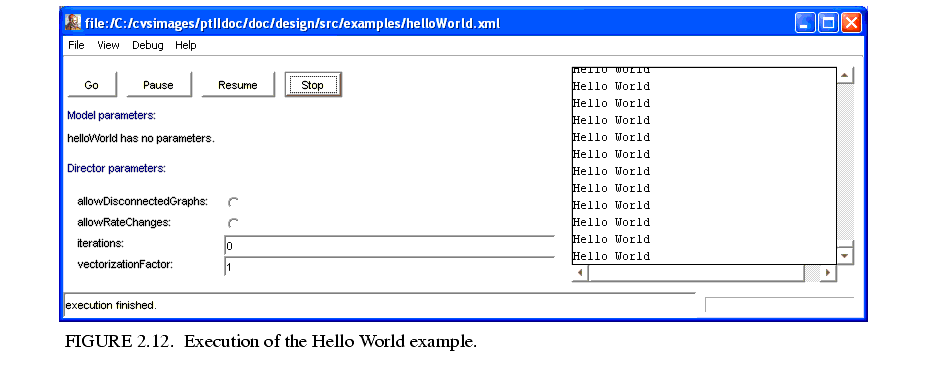 file:/C:/cvsimages/ptIIdoc/doc/design/src/examples/helloWorld.xml
File View Debug Help
Go Pause Resume Stop
Model parameters:
helloWorld has no parameters.
Director parameters:
allowDisconnectedGraphs:
allowRateChanges:
iterations: 0
vectorizationFactor: 1
Hello World
Hello World
Hello World
Hello World
Hello World
Hello World
Hello World
Hello World
Hello World
Hello World
Hello World
Hello World
execution finished.
FIGURE 2.12. Execution of the Hello World example.